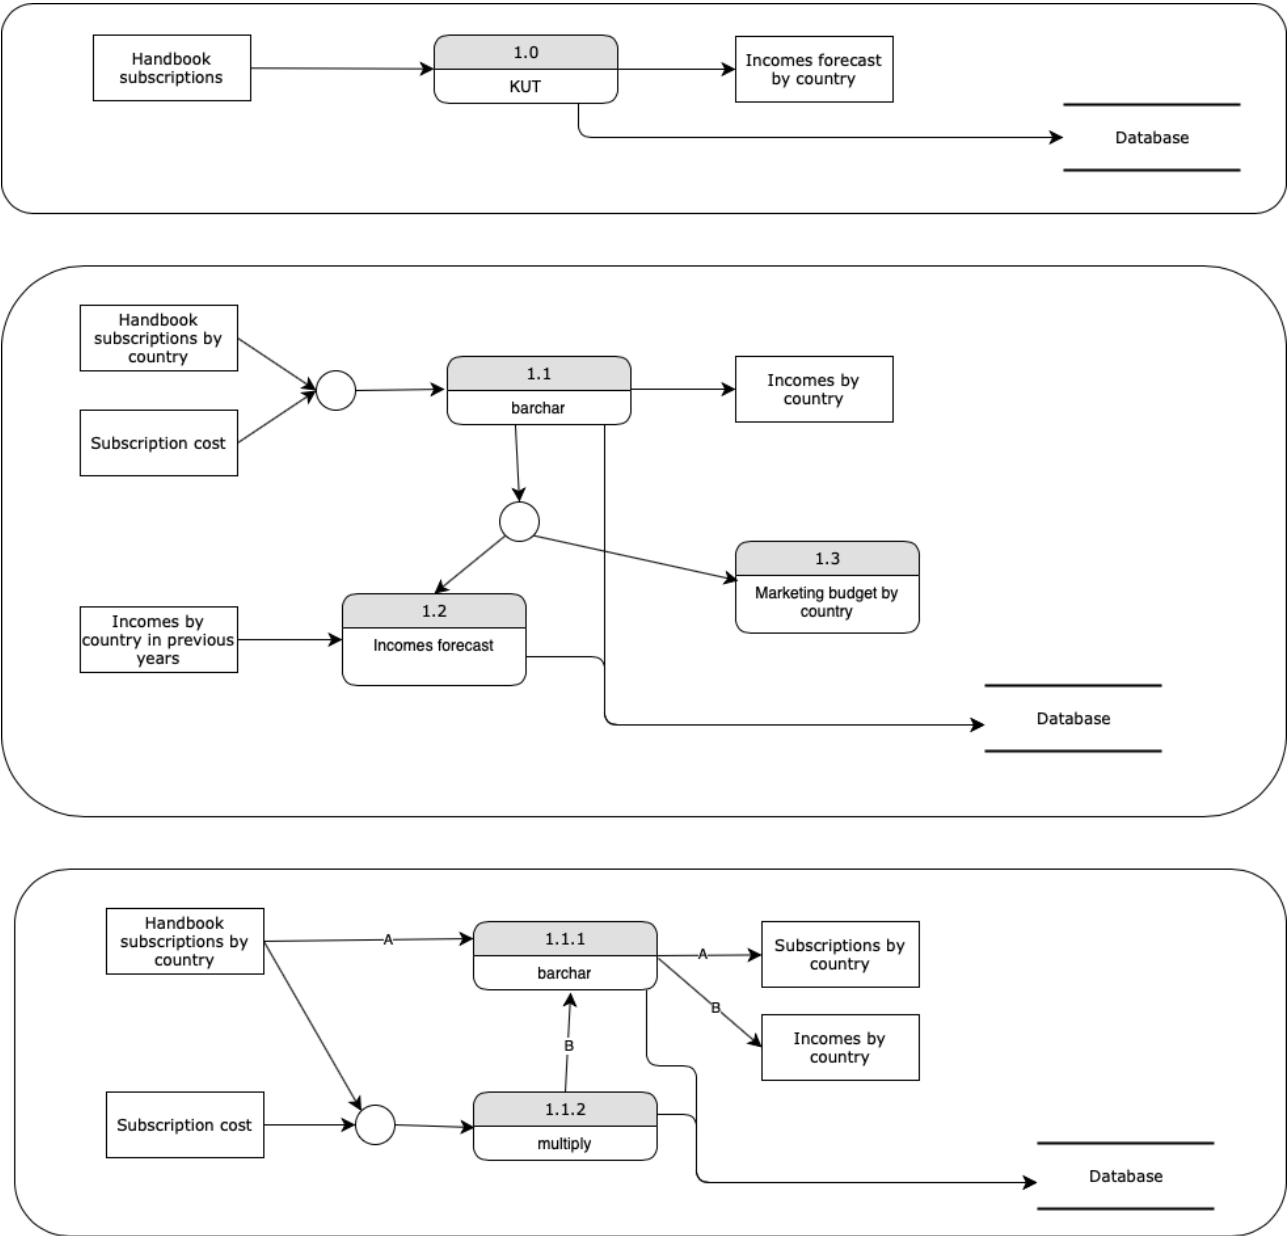 Handbook
subscriptions
1.0
KUT
Incomes forecast
by country
Database
Handbook
subscriptions by
country
Subscription cost
1.1
barchar
Incomes by
country
1.3
Marketing budget by
country
Incomes by
country in previous
years
1.2
Incomes forecast
Database
Handbook
subscriptions by
country
A
1.1.1
barchar
A
Subscriptions by
country
B
Incomes by
country
B
Subscription cost
1.1.2
multiply
Database